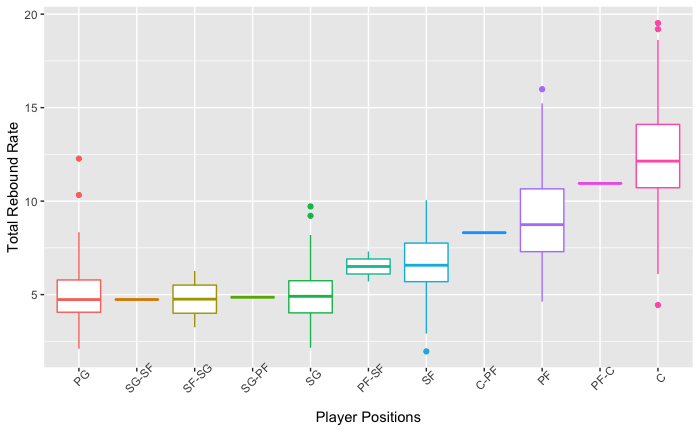 20
15
10
5
Total Rebound Rate
PG
SG-SF
SF-SG
SG-PF
SG
PF-SF
SF
C-PF
PF
PF-C
C
Player Positions